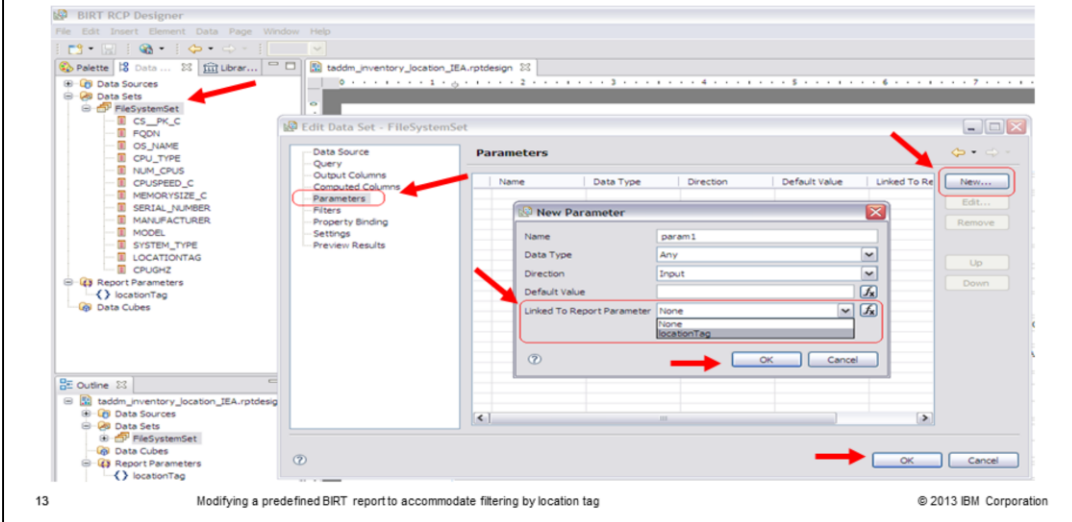 BIRT RCP Designer
File Edit Insert Element Data Page Window Help
Palette Data ... Librar...
taddm_inventory_location_IEA.rptdesign
Data Sources
Data Sets
FileSystemSet
CS__PK_C
FQDN
OS_NAME
CPU_TYPE
NUM_CPUS
CPUSPEED_C
MEMORYSIZE_C
SERIAL_NUMBER
MANUFACTURER
MODEL
SYSTEM_TYPE
LOCATIONTAG
CPUGHZ
Report Parameters
locationTag
Data Cubes
Outline
taddm_inventory_location_IEA.rptdesig
Data Sources
Data Sets
FileSystemSet
Data Cubes
Report Parameters
locationTag
Edit Data Set - FileSystemSet
Data Source
Query
Output Columns
Computed Columns
Parameters
Filters
Property Binding
Settings
Preview Results
Parameters
Name Data Type Direction Default Value Linked To Re
New...
Edit...
Remove
Up
Down
New Parameter
Name param1
Data Type Any
Direction Input
Default Value fx
Linked To Report Parameter None fx
None
locationTag
OK Cancel
OK Cancel
13 Modifying a predefined BIRT report to accommodate filtering by location tag © 2013 IBM Corporation